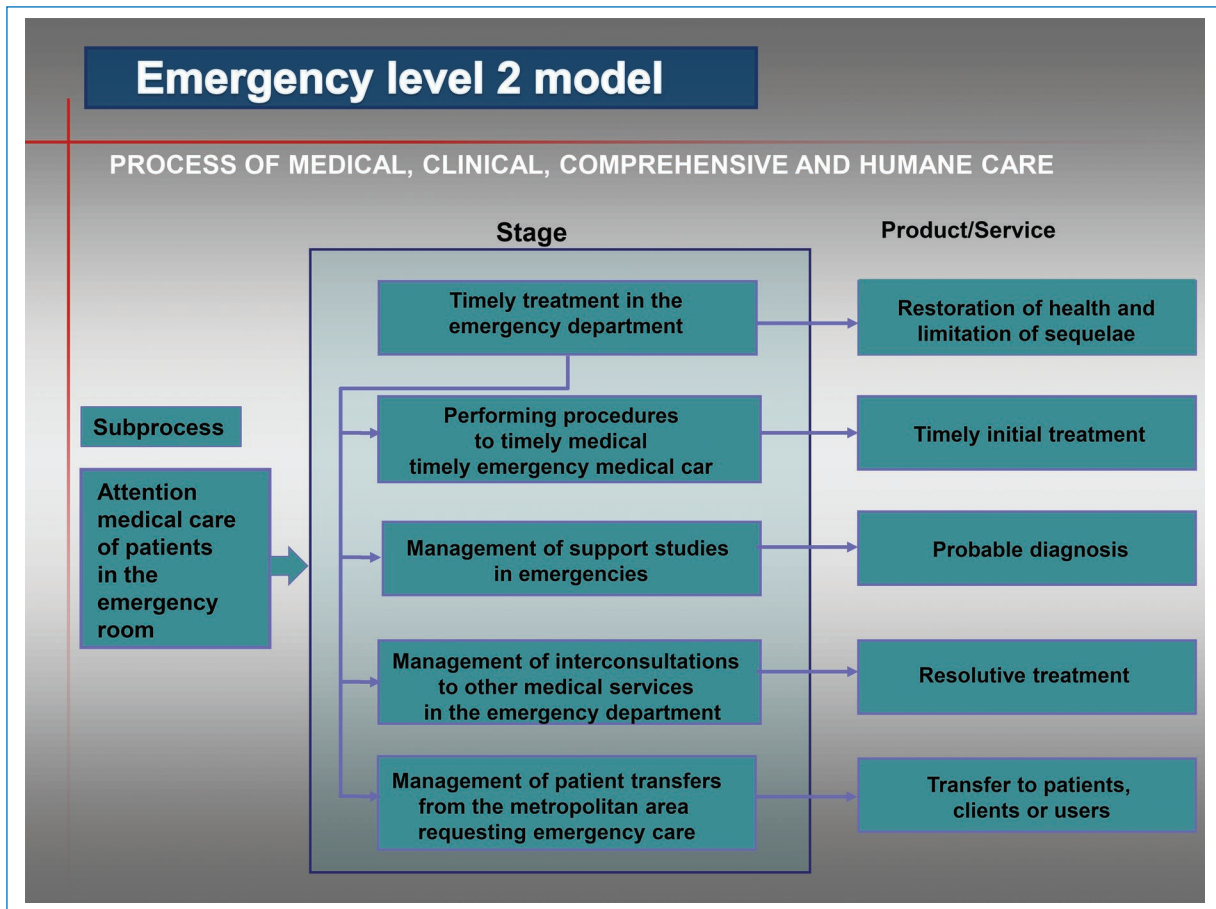 Emergency level 2 model
PROCESS OF MEDICAL, CLINICAL, COMPREHENSIVE AND HUMANE CARE
Stage
Product/Service
Subprocess
Attention
medical care
of patients
in the
emergency
room
Timely treatment in the
emergency department
Restoration of health and
limitation of sequelae
Performing procedures
to timely medical
timely emergency medical car
Timely initial treatment
Management of support studies
in emergencies
Probable diagnosis
Management of interconsultations
to other medical services
in the emergency department
Resolutive treatment
Management of patient transfers
from the metropolitan area
requesting emergency care
Transfer to patients,
clients or users